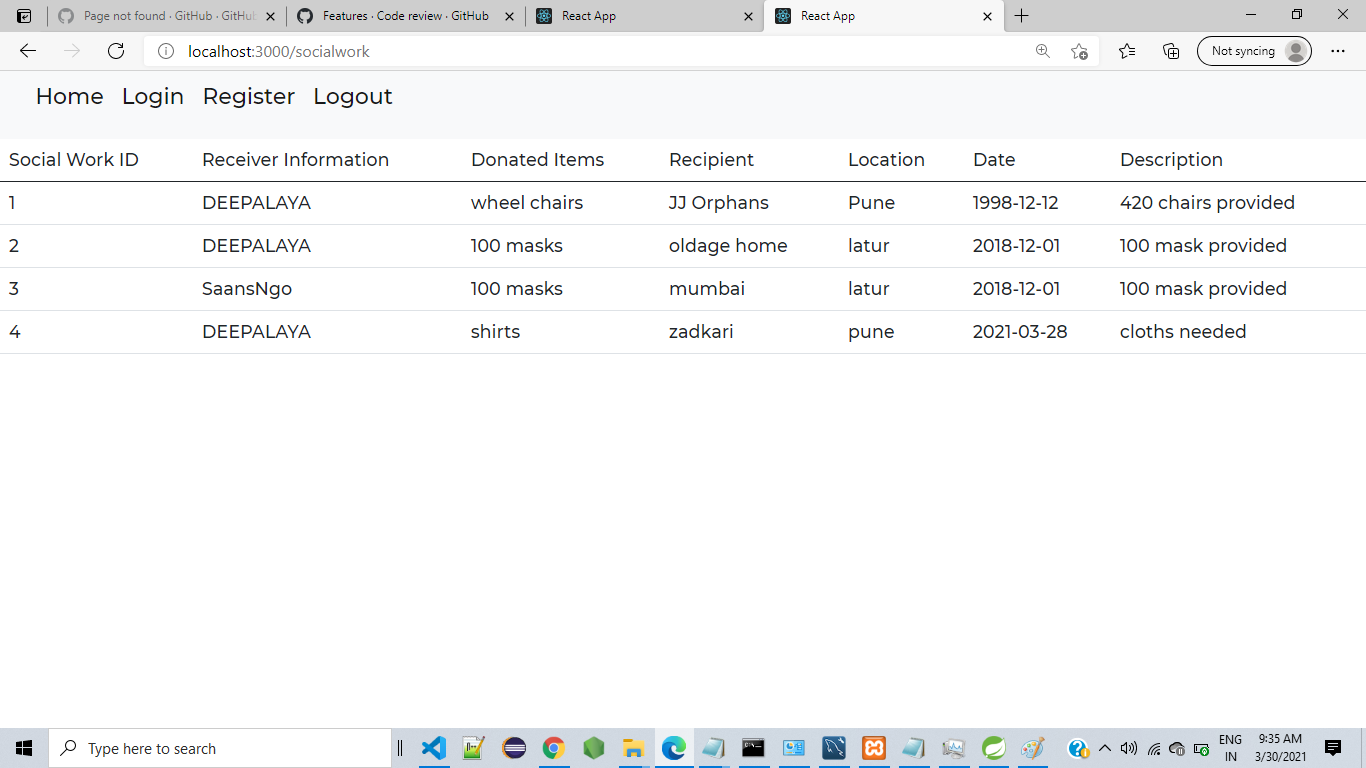 Page not found · GitHub · GitHub
Features · Code review · GitHub
React App
React App
localhost:3000/socialwork
Not syncing
Home Login Register Logout
Social Work ID Receiver Information Donated Items Recipient Location Date Description
1 DEEPALAYA wheel chairs JJ Orphans Pune 1998-12-12 420 chairs provided
2 DEEPALAYA 100 masks oldage home latur 2018-12-01 100 mask provided
3 SaansNgo 100 masks mumbai latur 2018-12-01 100 mask provided
4 DEEPALAYA shirts zadkari pune 2021-03-28 cloths needed
Type here to search
ENG
IN
9:35 AM
3/30/2021